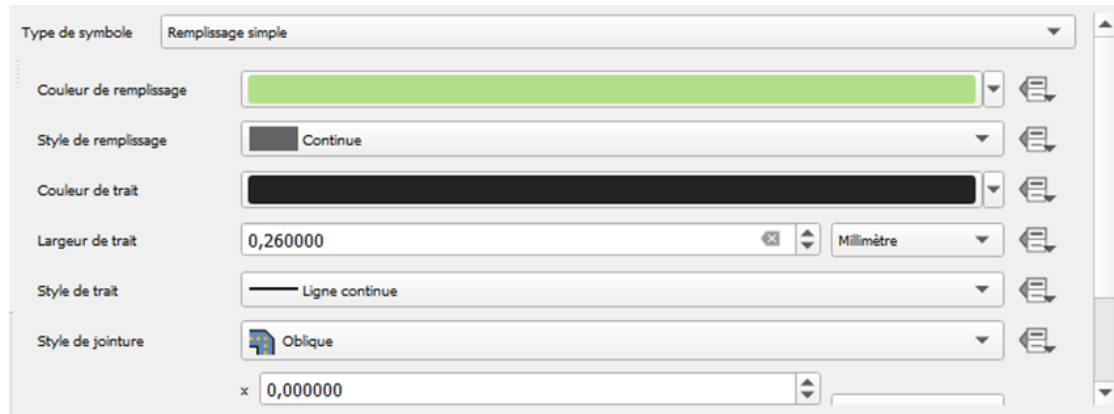 Type de symbole Remplissage simple
Couleur de remplissage
Style de remplissage Continue
Couleur de trait
Largeur de trait 0,260000 Millimètre
Style de trait Ligne continue
Style de jointure Oblique
x 0,000000